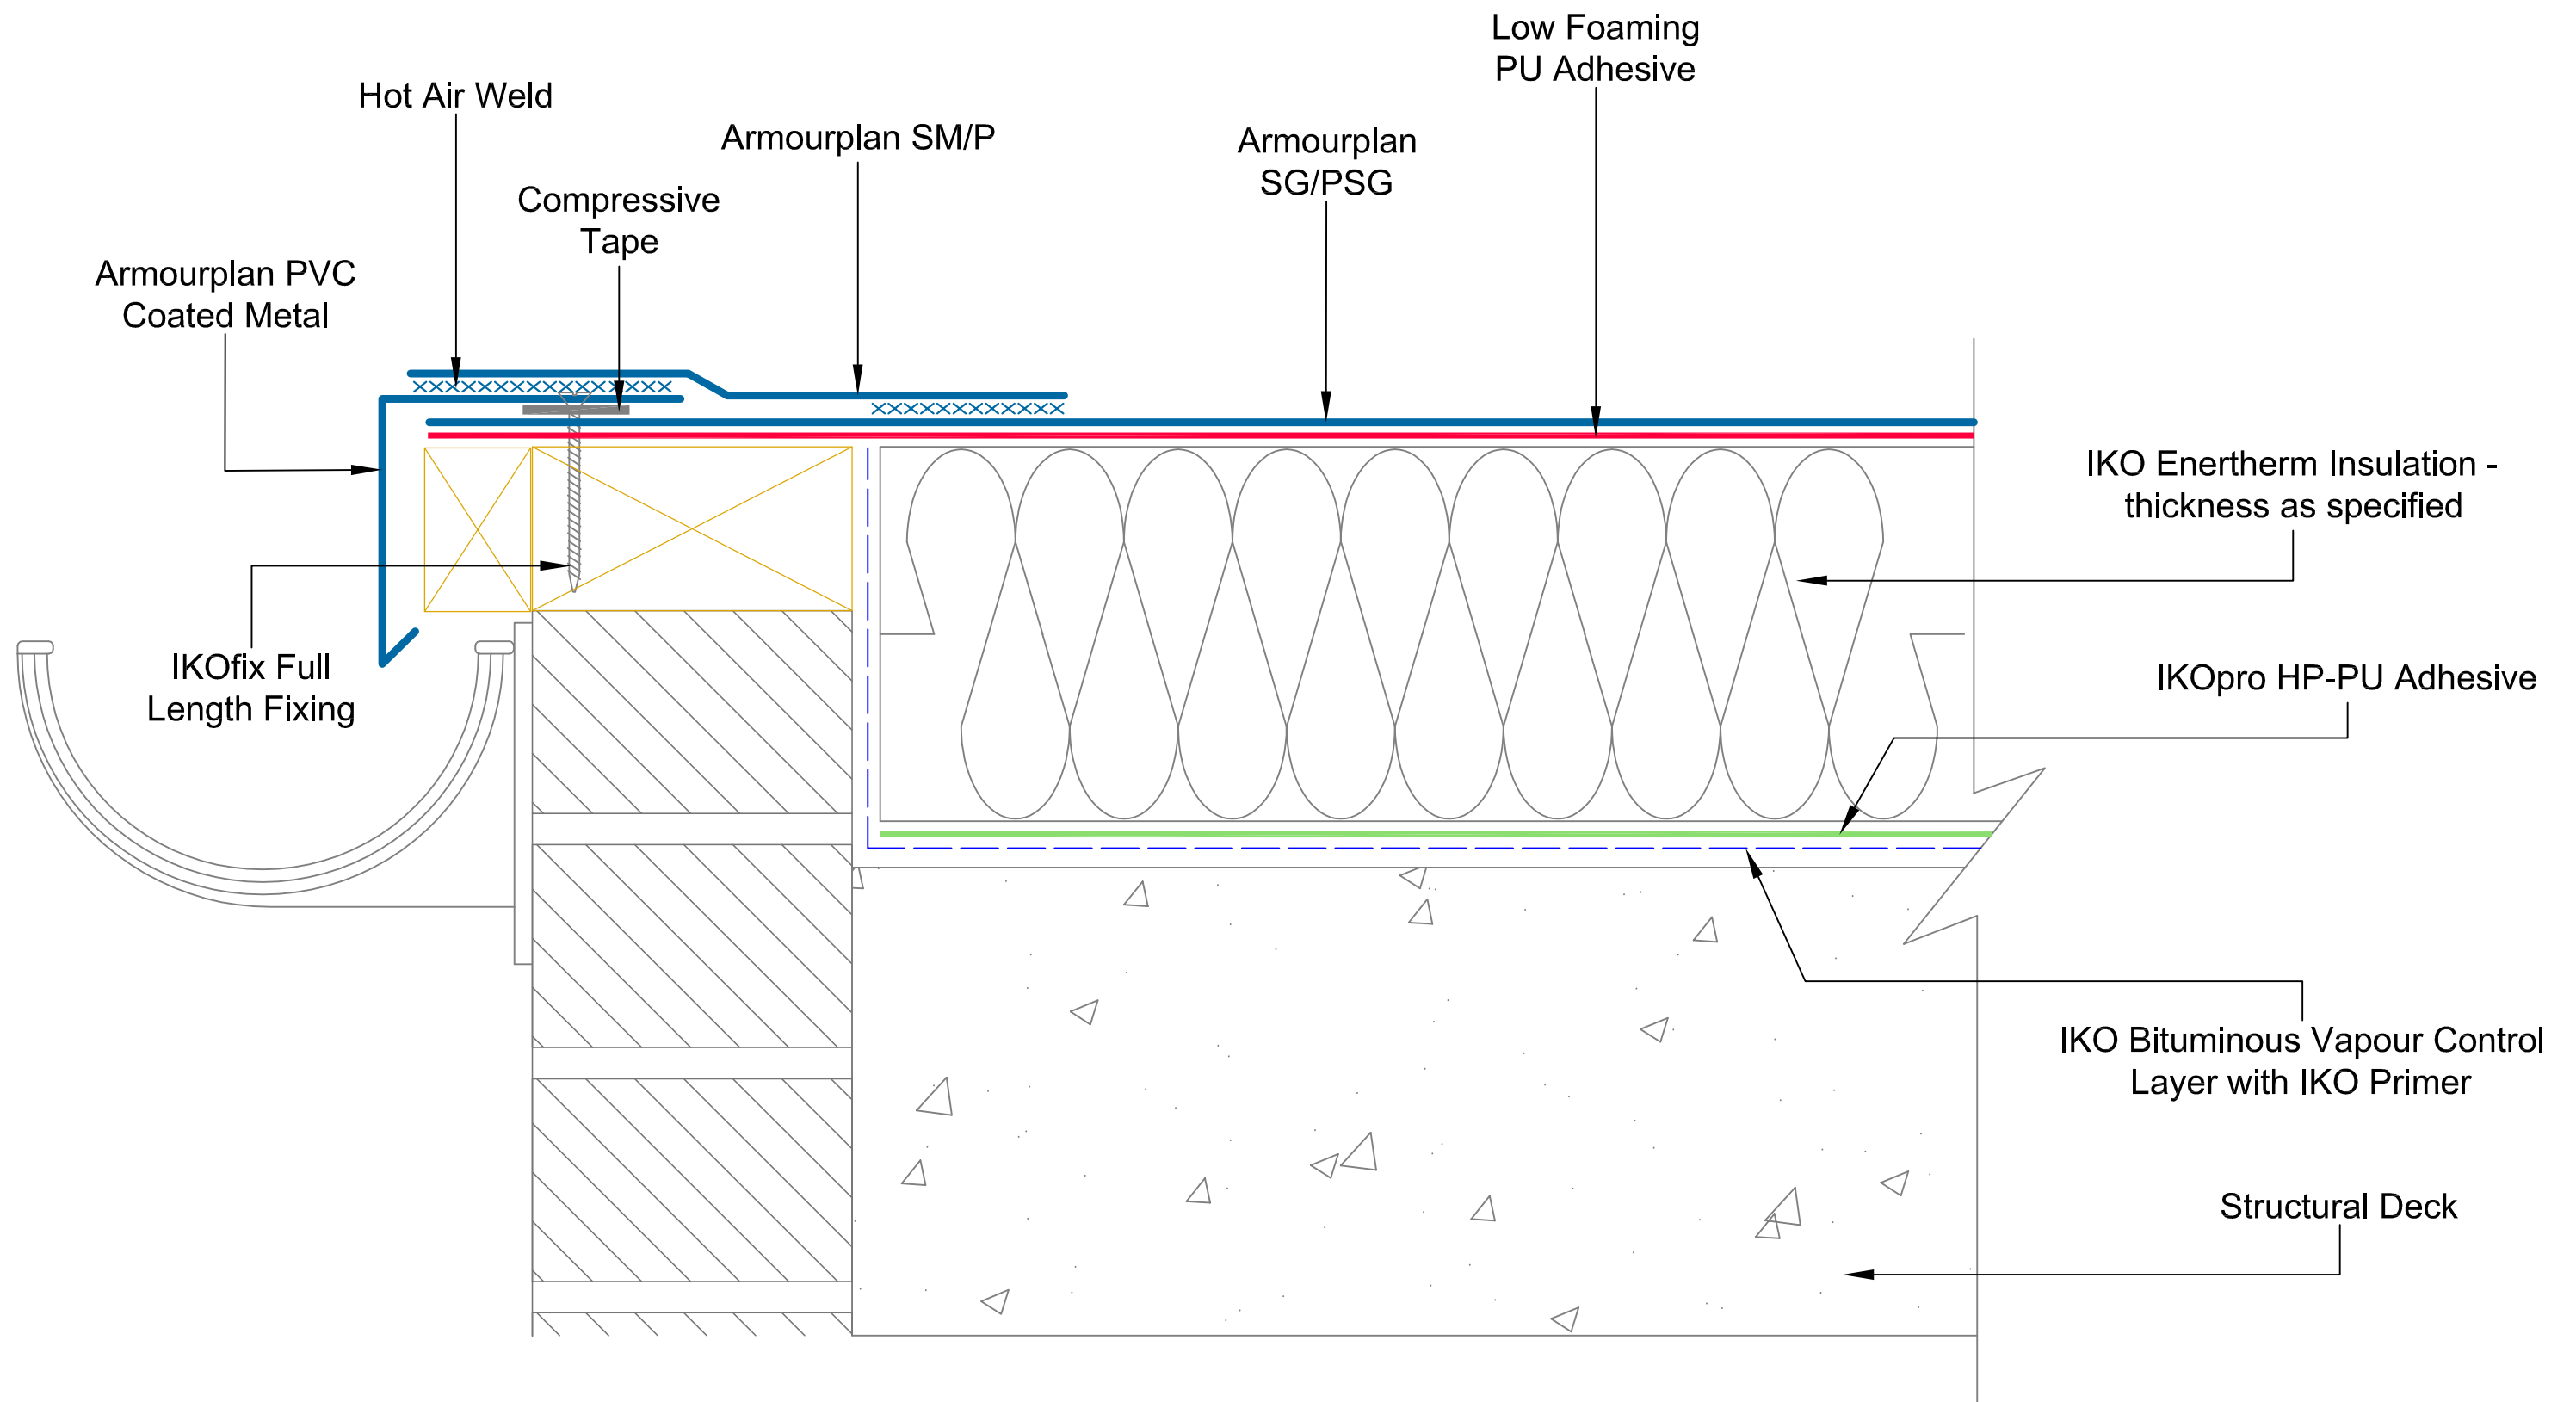 Low Foaming
PU Adhesive
Hot Air Weld
Armourplan SM/P
Armourplan
SG/PSG
Compressive
Tape
Armourplan PVC
Coated Metal
IKO Enertherm Insulation -
thickness as specified
IKOfix Full
Length Fixing
IKOpro HP-PU Adhesive
IKO Bituminous Vapour Control
Layer with IKO Primer
Structural Deck